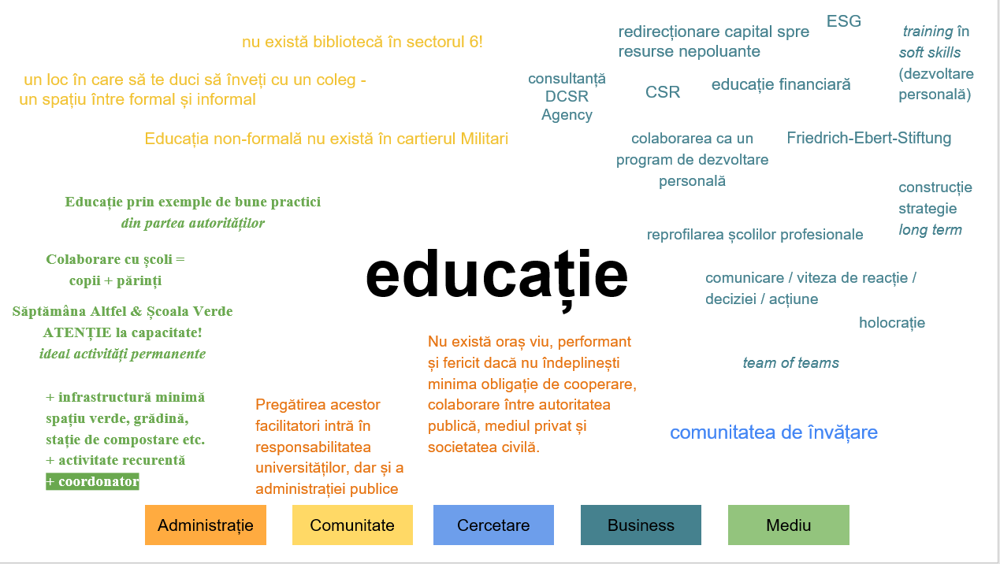 nu există bibliotecă în sectorul 6!
un loc în care să te duci să înveți cu un coleg -
un spațiu între formal și informal
Educația non-formală nu există în cartierul Militari
redirecționare capital spre
resurse nepoluante
ESG
training în
soft skills
(dezvoltare
personală)
consultanță
DCSR
Agency
CSR
educație financiară
colaborarea ca un
program de dezvoltare
personală
Friedrich-Ebert-Stiftung
construcție
strategie
long term
reprofilarea școlilor profesionale
comunicare / viteza de reacție /
deciziei / acțiune
holocrație
team of teams
Educație prin exemple de bune practici
din partea autorităților
Colaborare cu școli =
copii + părinți
Săptămâna Altfel & Școala Verde
ATENȚIE la capacitate!
ideal activități permanente
+ infrastructură minimă
spațiu verde, grădină,
stație de compostare etc.
+ activitate recurentă
+ coordonator
educație
Pregătirea acestor
facilitatori intră în
responsabilitatea
universităților, dar și a
administrației publice
Nu există oraș viu, performant
și fericit dacă nu îndeplinești
minima obligație de cooperare,
colaborare între autoritatea
publică, mediul privat și
societatea civilă.
comunitatea de învățare
Administrație
Comunitate
Cercetare
Business
Mediu